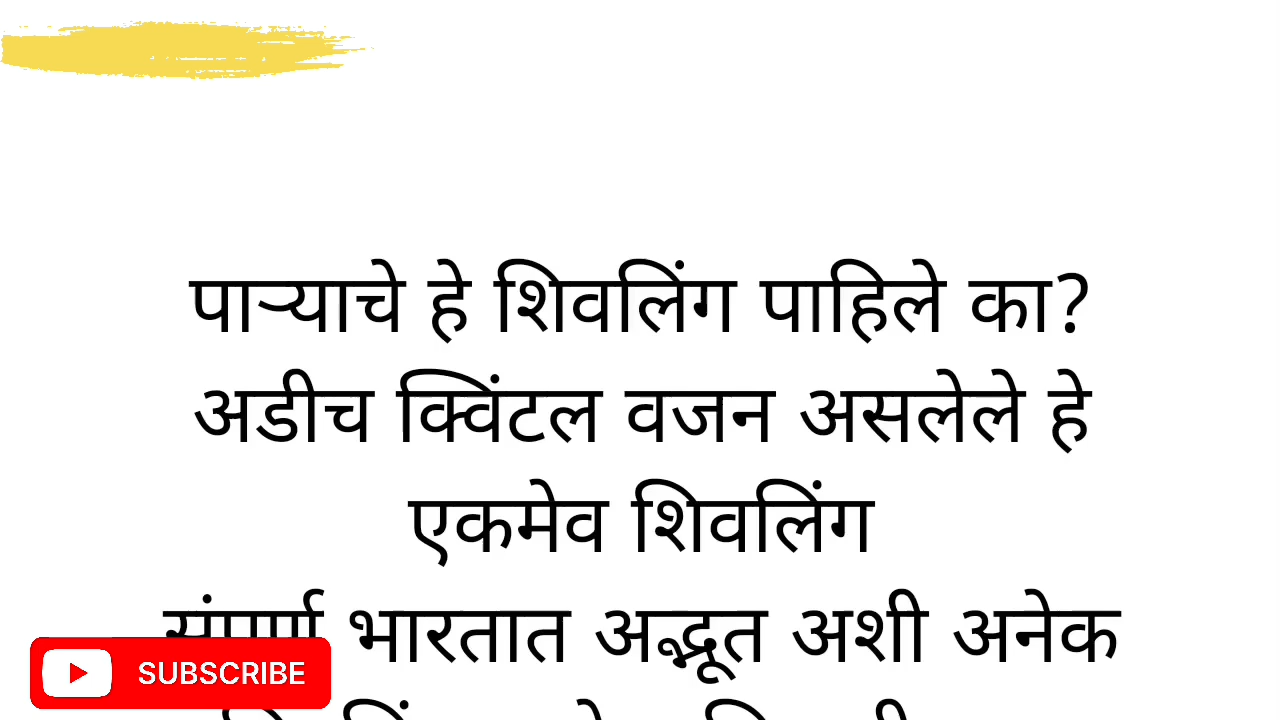 पाऱ्याचे हे शिवलिंग पाहिले का?
अडीच क्विंटल वजन असलेले हे
एकमेव शिवलिंग
संपूर्ण भारतात अद्भूत अशी अनेक
SUBSCRIBE